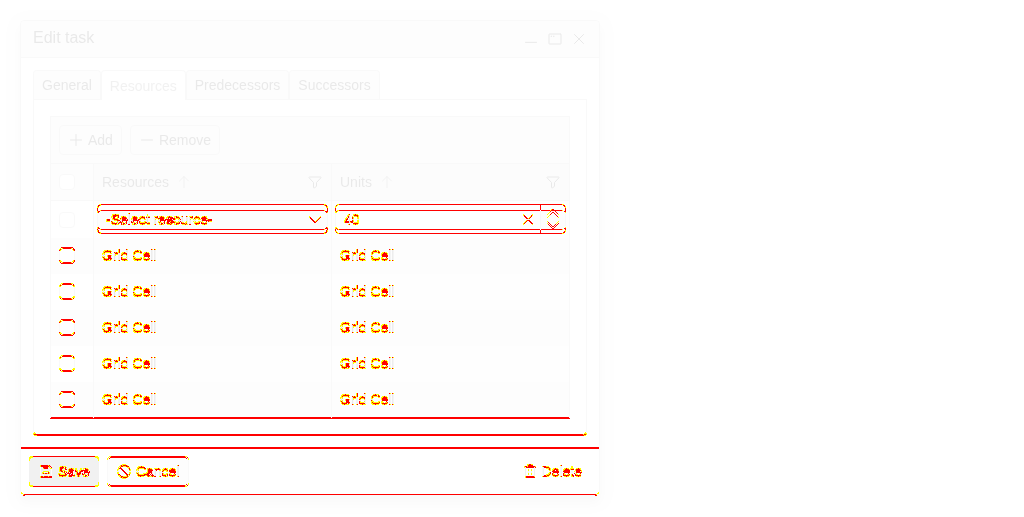 Edit task
General Resources Predecessors Successors
Add Remove
Resources Units
-Select resource- 40
Grid Cell Grid Cell
Grid Cell Grid Cell
Grid Cell Grid Cell
Grid Cell Grid Cell
Grid Cell Grid Cell
Save Cancel Delete